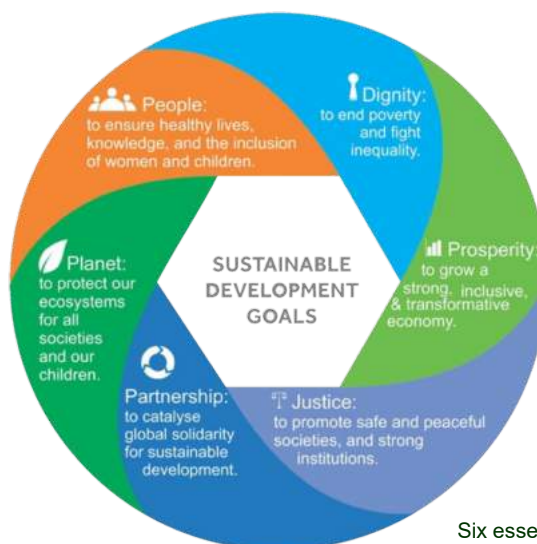 People:
to ensure healthy lives,
knowledge, and the inclusion
of women and children.
Dignity:
to end poverty
and fight
inequality.
Prosperity:
to grow a
strong, inclusive,
& transformative
economy.
Justice:
to promote safe and peaceful
societies, and strong
institutions.
Partnership:
to catalyse
global solidarity
for sustainable
development.
Planet:
to protect our
ecosystems
for all
societies
and our
children.
SUSTAINABLE
DEVELOPMENT
GOALS
Six esse